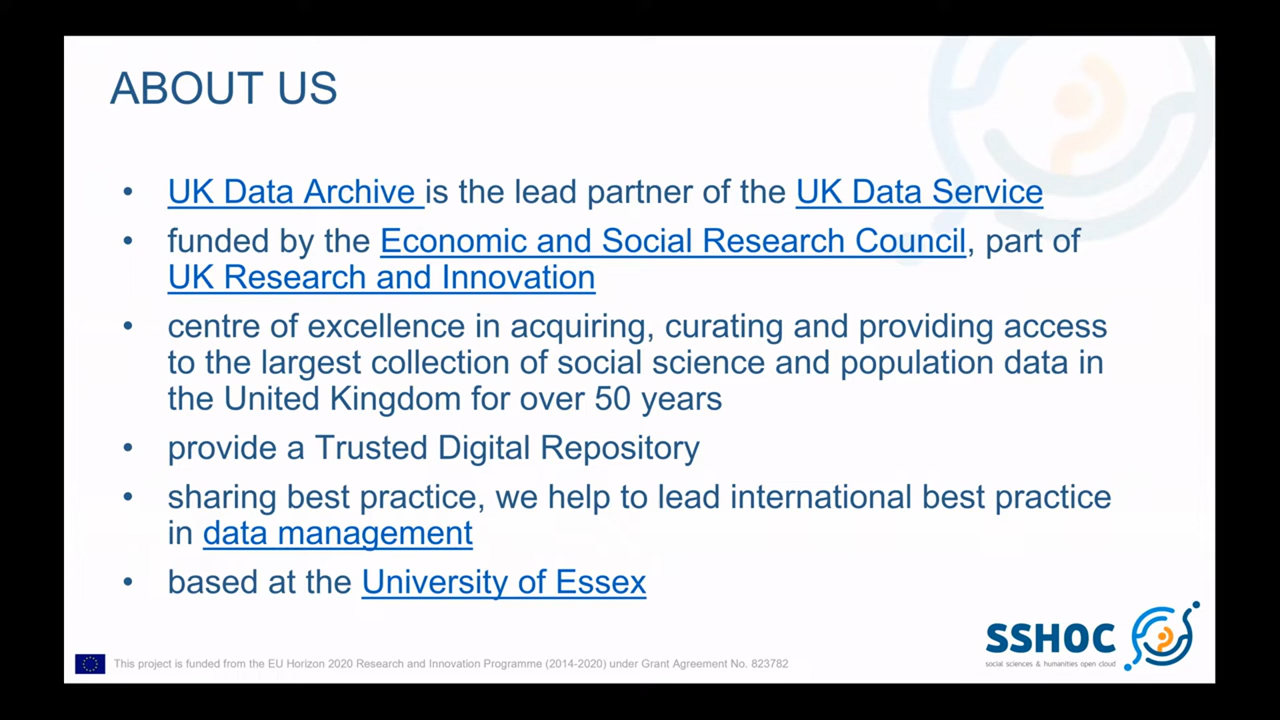 ABOUT US
• UK Data Archive is the lead partner of the UK Data Service
• funded by the Economic and Social Research Council, part of
UK Research and Innovation
• centre of excellence in acquiring, curating and providing access
to the largest collection of social science and population data in
the United Kingdom for over 50 years
• provide a Trusted Digital Repository
• sharing best practice, we help to lead international best practice
in data management
• based at the University of Essex
SSHOC
social sciences & humanities open cloud
This project is funded from the EU Horizon 2020 Research and Innovation Programme (2014-2020) under Grant Agreement No. 823782